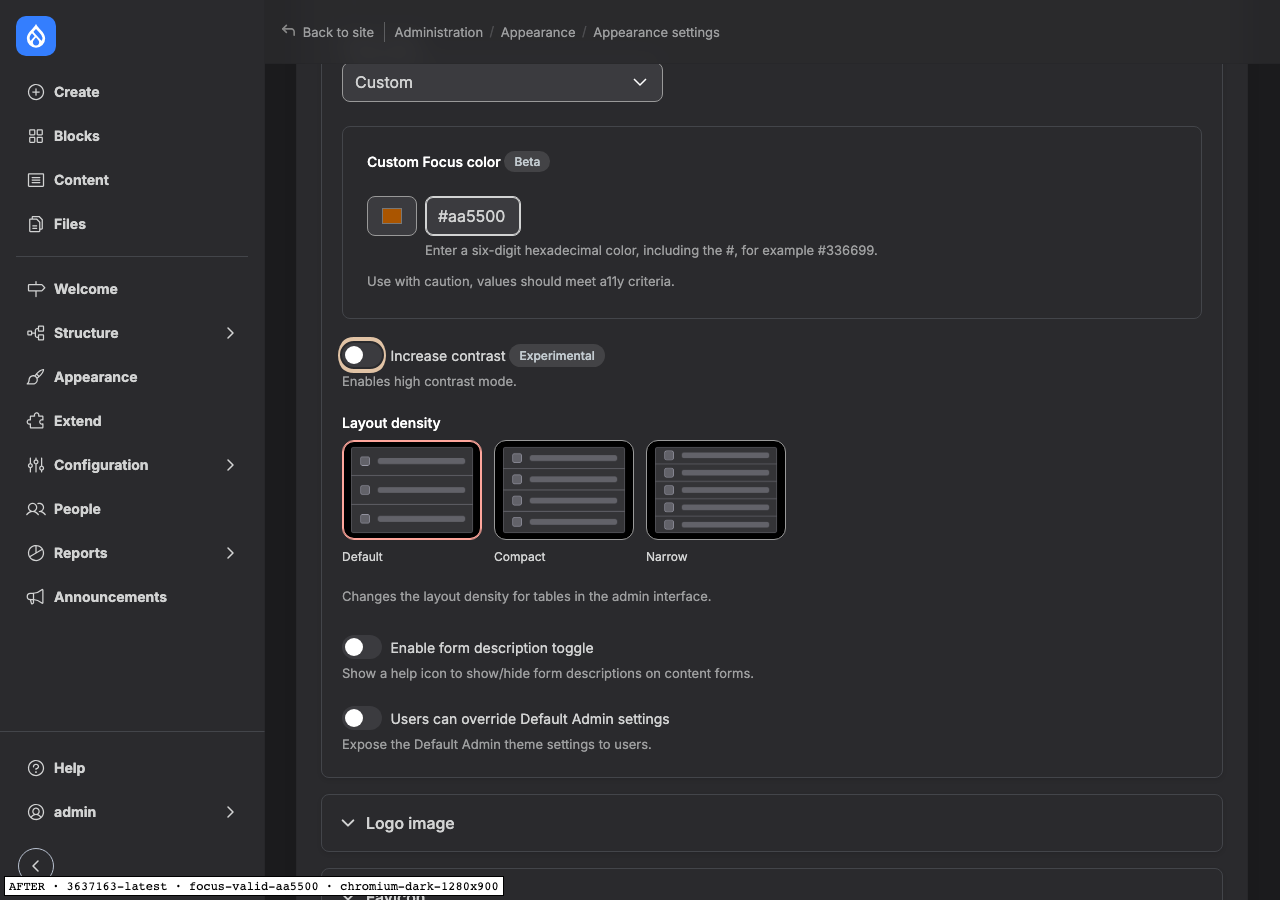 Back to site
Administration / Appearance / Appearance settings
Create
Blocks
Content
Files
Welcome
Structure
Appearance
Extend
Configuration
People
Reports
Announcements
Help
admin
Custom
Custom Focus color Beta
#aa5500
Enter a six-digit hexadecimal color, including the #, for example #336699.
Use with caution, values should meet a11y criteria.
Increase contrast Experimental
Enables high contrast mode.
Layout density
Default
Compact
Narrow
Changes the layout density for tables in the admin interface.
Enable form description toggle
Show a help icon to show/hide form descriptions on content forms.
Users can override Default Admin settings
Expose the Default Admin theme settings to users.
Logo image
Favicon
AFTER · 3637163-latest · focus-valid-aa5500 · chromium-dark-1280x900